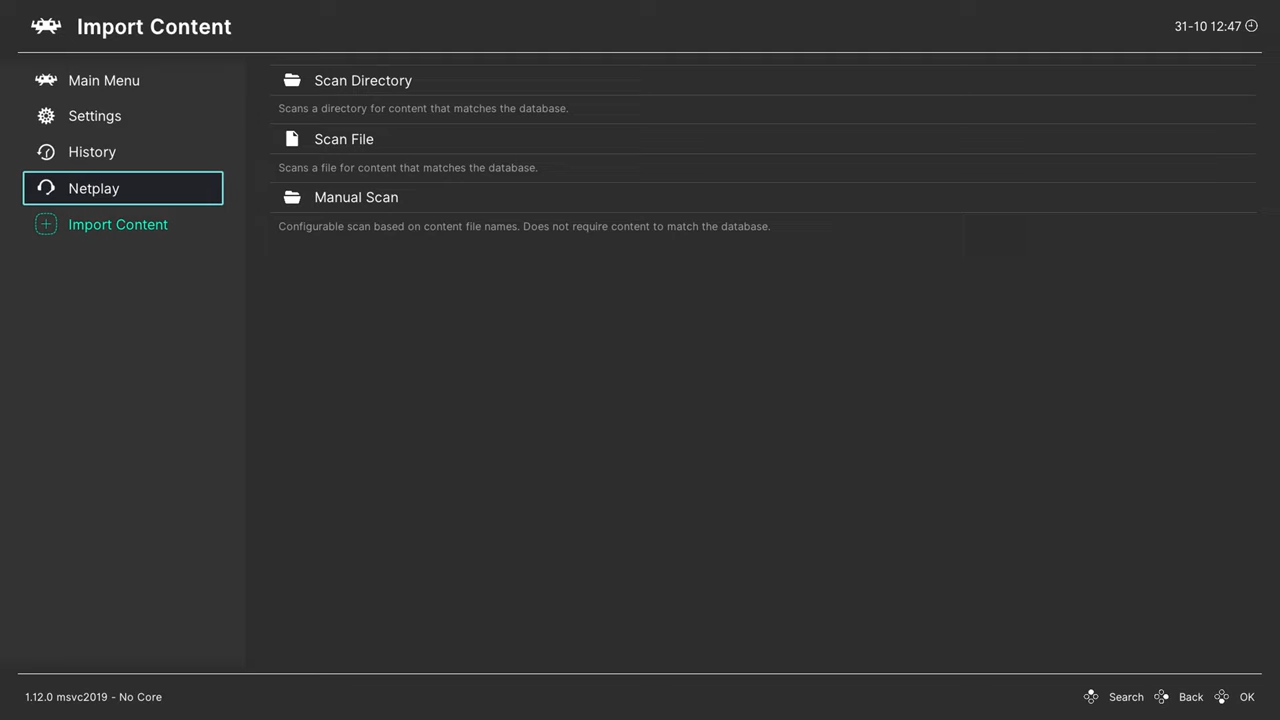 Import Content
31-10 12:47
Main Menu
Settings
History
Netplay
Import Content
Scan Directory
Scans a directory for content that matches the database.
Scan File
Scans a file for content that matches the database.
Manual Scan
Configurable scan based on content file names. Does not require content to match the database.
1.12.0 msvc2019 - No Core
Search Back OK